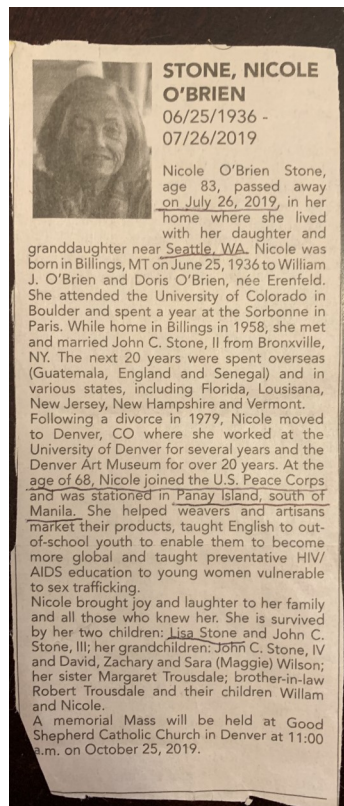 STONE, NICOLE
O'BRIEN
06/25/1936 -
07/26/2019
Nicole O'Brien Stone,
age 83, passed away
on July 26, 2019, in her
home where she lived
with her daughter and
granddaughter near Seattle, WA. Nicole was
born in Billings, MT on June 25, 1936 to William
J. O'Brien and Doris O'Brien, née Erenfeld.
She attended the University of Colorado in
Boulder and spent a year at the Sorbonne in
Paris. While home in Billings in 1958, she met
and married John C. Stone, II from Bronxville,
NY. The next 20 years were spent overseas
(Guatemala, England and Senegal) and in
various states, including Florida, Lousisana,
New Jersey, New Hampshire and Vermont.
Following a divorce in 1979, Nicole moved
to Denver, CO where she worked at the
University of Denver for several years and the
Denver Art Museum for over 20 years. At the
age of 68, Nicole joined the U.S. Peace Corps
and was stationed in Panay Island, south of
Manila. She helped weavers and artisans
market their products, taught English to out-
of-school youth to enable them to become
more global and taught preventative HIV/
AIDS education to young women vulnerable
to sex trafficking.
Nicole brought joy and laughter to her family
and all those who knew her. She is survived
by her two children: Lisa Stone and John C.
Stone, III; her grandchildren: John C. Stone, IV
and David, Zachary and Sara (Maggie) Wilson;
her sister Margaret Trousdale; brother-in-law
Robert Trousdale and their children Willam
and Nicole.
A memorial Mass will be held at Good
Shepherd Catholic Church in Denver at 11:00
a.m. on October 25, 2019.